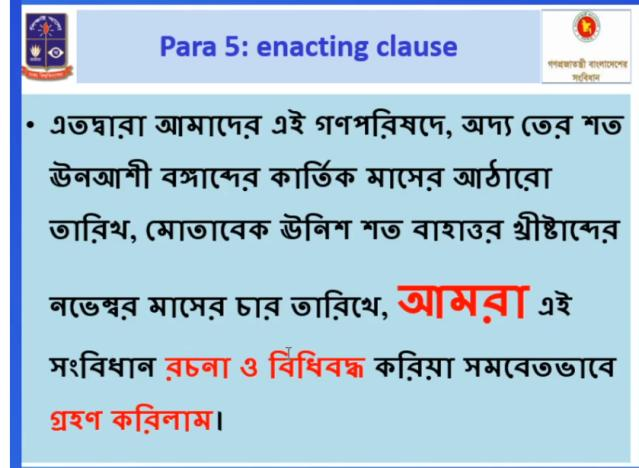 Para 5: enacting clause
গণপ্রজাতন্ত্রী বাংলাদেশের
সংবিধান
• এতদ্বারা আমাদের এই গণপরিষদে, অদ্য তের শত
ঊনআশী বঙ্গাব্দের কার্তিক মাসের আঠারো
তারিখ, মোতাবেক ঊনিশ শত বাহাত্তর খ্রীষ্টাব্দের
নভেম্বর মাসের চার তারিখে, আমরা এই
সংবিধান রচনা ও বিধিবদ্ধ করিয়া সমবেতভাবে
গ্রহণ করিলাম।